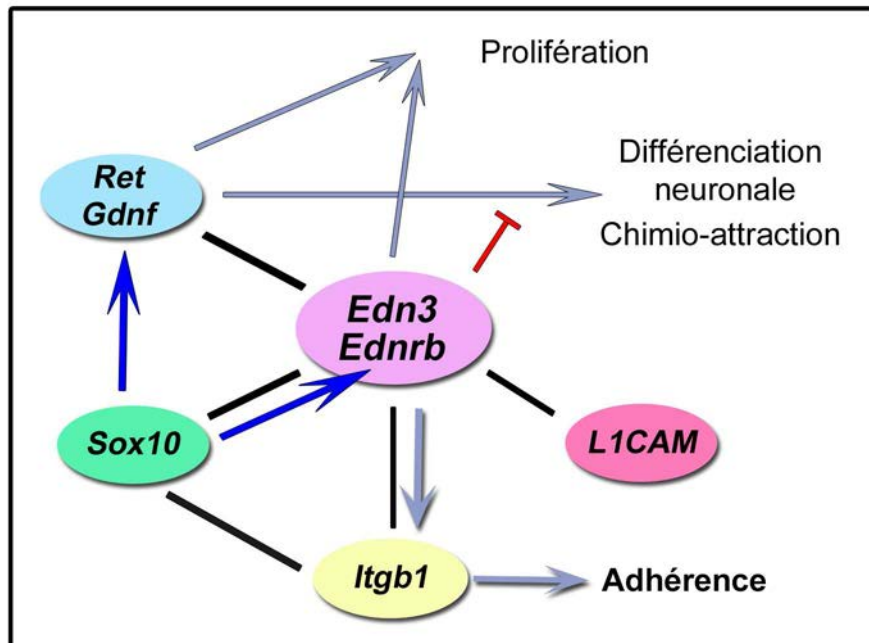 Prolifération
Différenciation
neuronale
Chimio-attraction
Ret
Gdnf
Edn3
Ednrb
Sox10
L1CAM
Itgb1
Adhérence